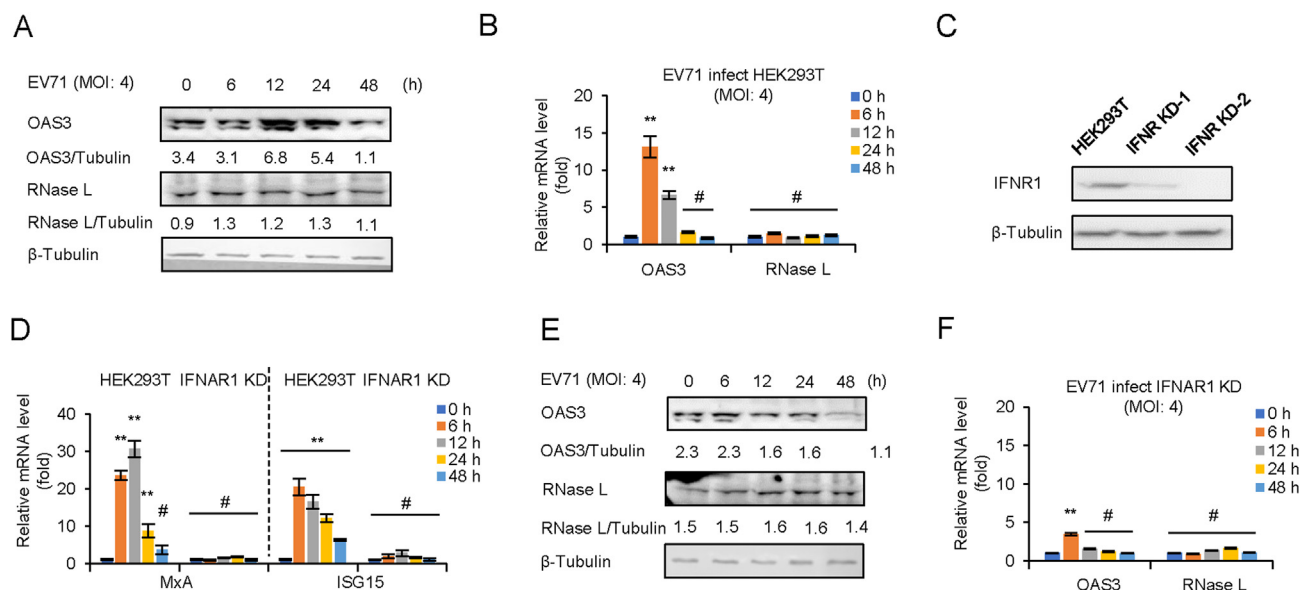 A
EV71 (MOI: 4) 0 6 12 24 48 (h)
OAS3
OAS3/Tubulin 3.4 3.1 6.8 5.4 1.1
RNase L
RNase L/Tubulin 0.9 1.3 1.2 1.3 1.1
β-Tubulin
B
EV71 infect HEK293T
(MOI: 4)
Relative mRNA level
(fold)
20
15
10
5
0
** ** # #
OAS3 RNase L
0 h
6 h
12 h
24 h
48 h
C
HEK293T IFNR KD-1 IFNR KD-2
IFNR1
β-Tubulin
D
HEK293T IFNAR1 KD HEK293T IFNAR1 KD
Relative mRNA level
(fold)
40
30
20
10
0
** ** ** # # ** #
MxA ISG15
0 h
6 h
12 h
24 h
48 h
E
EV71 (MOI: 4) 0 6 12 24 48 (h)
OAS3
OAS3/Tubulin 2.3 2.3 1.6 1.6 1.1
RNase L
RNase L/Tubulin 1.5 1.5 1.6 1.6 1.4
β-Tubulin
F
EV71 infect IFNAR1 KD
(MOI: 4)
Relative mRNA level
(fold)
20
15
10
5
0
** # #
OAS3 RNase L
0 h
6 h
12 h
24 h
48 h